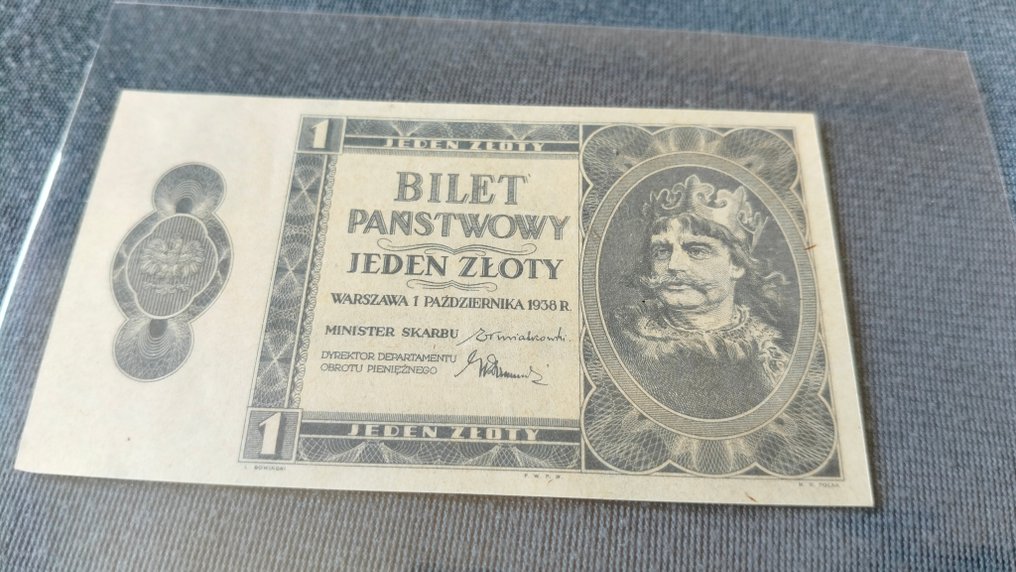 1
JEDEN ZŁOTY
BILET
PAŃSTWOWY
JEDEN ZŁOTY
WARSZAWA 1 PAŹDZIERNIKA 1938 R.
MINISTER SKARBU
DYREKTOR DEPARTAMENTU
OBROTU PIENIĘŻNEGO
1
JEDEN ZŁOTY
P. W. P. W.